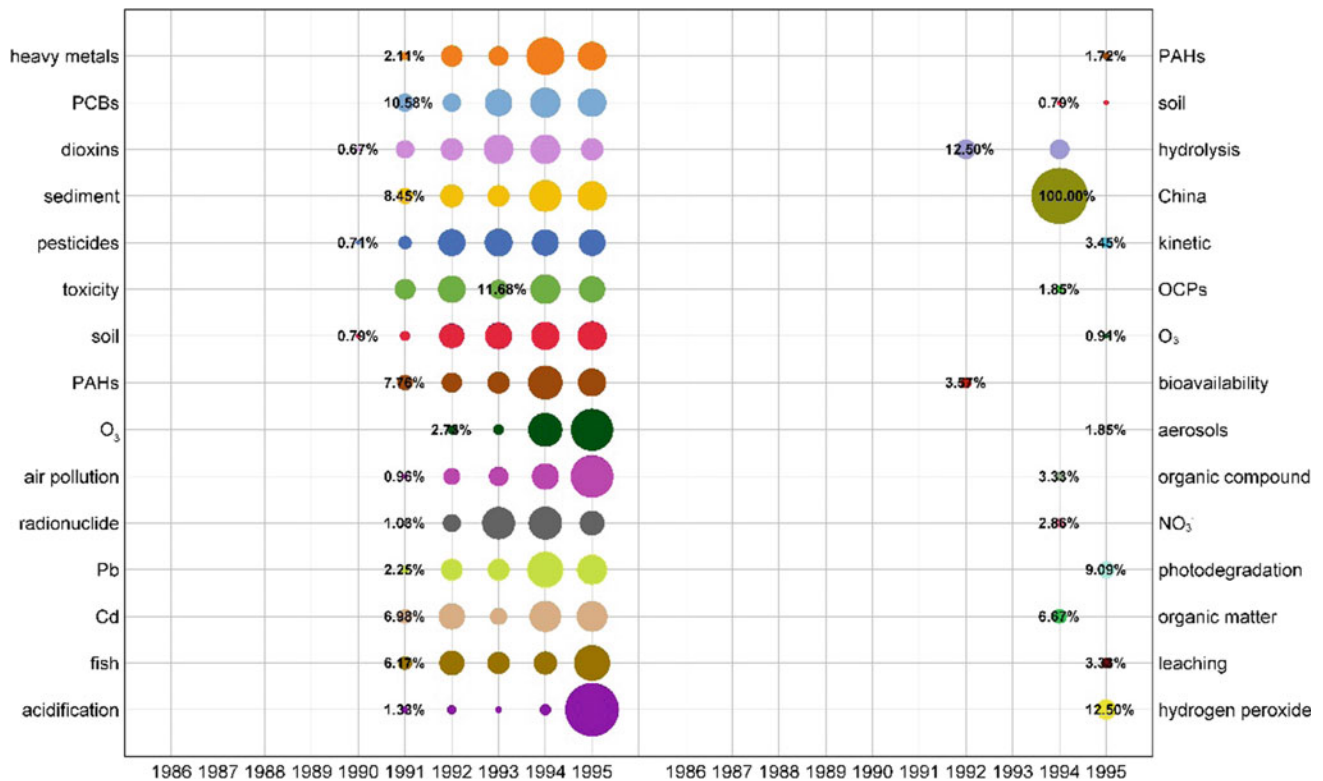 heavy metals 2.11% 1.72% PAHs
PCBs 10.58% 0.79% soil
dioxins 0.67% 12.50% hydrolysis
sediment 8.45% 100.00% China
pesticides 0.71% 3.45% kinetic
toxicity 11.68% 1.85% OCPs
soil 0.79% 0.91% O₃
PAHs 7.76% 3.57% bioavailability
O₃ 2.73% 1.85% aerosols
air pollution 0.96% 3.33% organic compound
radionuclide 1.08% 2.86% NO₃⁻
Pb 2.25% 9.09% photodegradation
Cd 6.98% 6.67% organic matter
fish 6.17% 3.33% leaching
acidification 1.33% 12.50% hydrogen peroxide
1986 1987 1988 1989 1990 1991 1992 1993 1994 1995 1986 1987 1988 1989 1990 1991 1992 1993 1994 1995